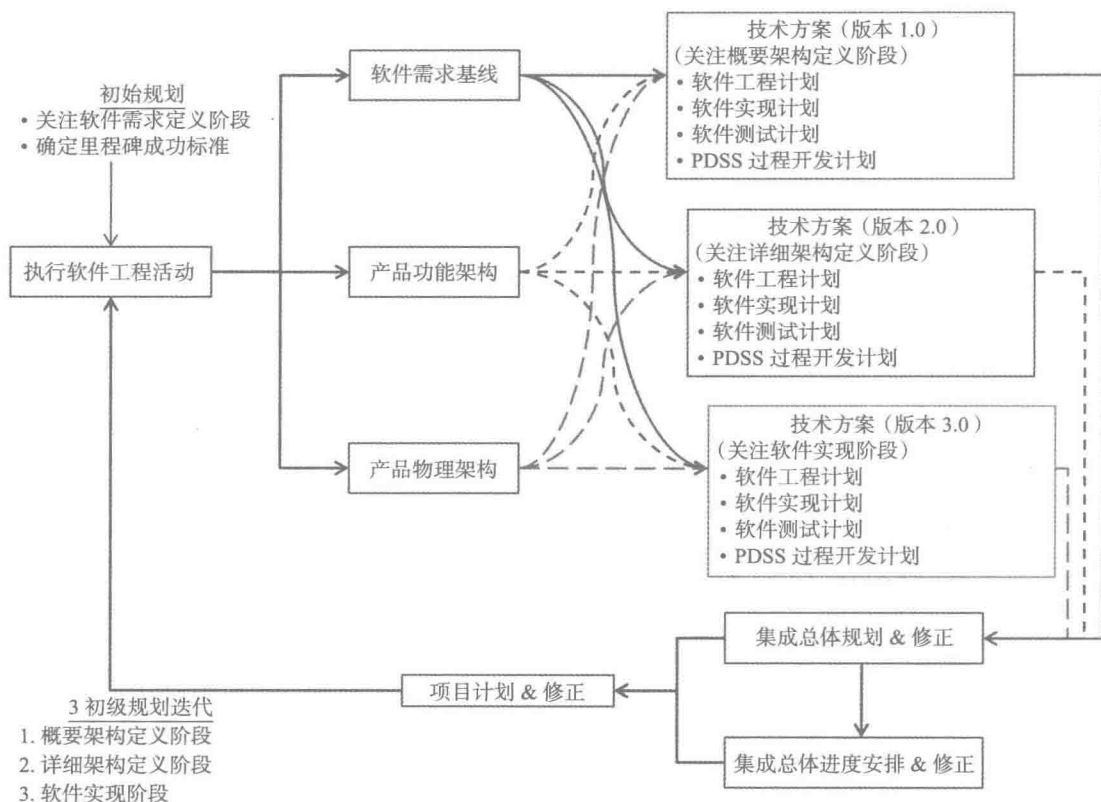 初始规划
• 关注软件需求定义阶段
• 确定里程碑成功标准
执行软件工程活动
软件需求基线
产品功能架构
产品物理架构
技术方案（版本 1.0）
(关注概要架构定义阶段)
• 软件工程计划
• 软件实现计划
• 软件测试计划
• PDSS 过程开发计划
技术方案（版本 2.0）
(关注详细架构定义阶段)
• 软件工程计划
• 软件实现计划
• 软件测试计划
• PDSS 过程开发计划
技术方案（版本 3.0）
(关注软件实现阶段)
• 软件工程计划
• 软件实现计划
• 软件测试计划
• PDSS 过程开发计划
集成总体规划 & 修正
项目计划 & 修正
集成总体进度安排 & 修正
3 初级规划迭代
1. 概要架构定义阶段
2. 详细架构定义阶段
3. 软件实现阶段